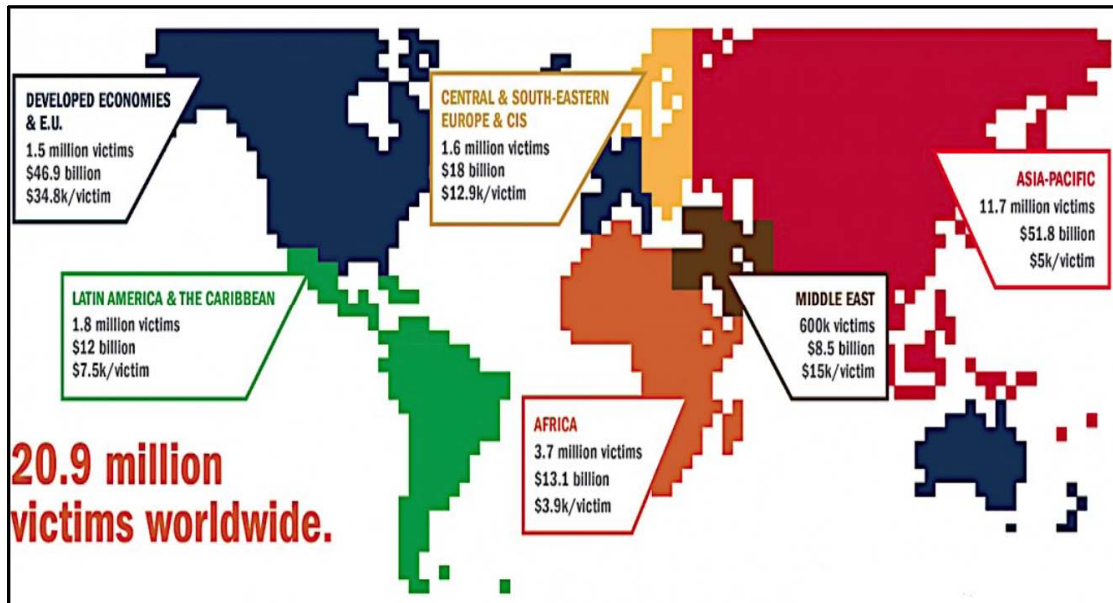 DEVELOPED ECONOMIES
& E.U.
1.5 million victims
$46.9 billion
$34.8k/victim
CENTRAL & SOUTH-EASTERN
EUROPE & CIS
1.6 million victims
$18 billion
$12.9k/victim
ASIA-PACIFIC
11.7 million victims
$51.8 billion
$5k/victim
LATIN AMERICA & THE CARIBBEAN
1.8 million victims
$12 billion
$7.5k/victim
MIDDLE EAST
600k victims
$8.5 billion
$15k/victim
AFRICA
3.7 million victims
$13.1 billion
$3.9k/victim
20.9 million
victims worldwide.